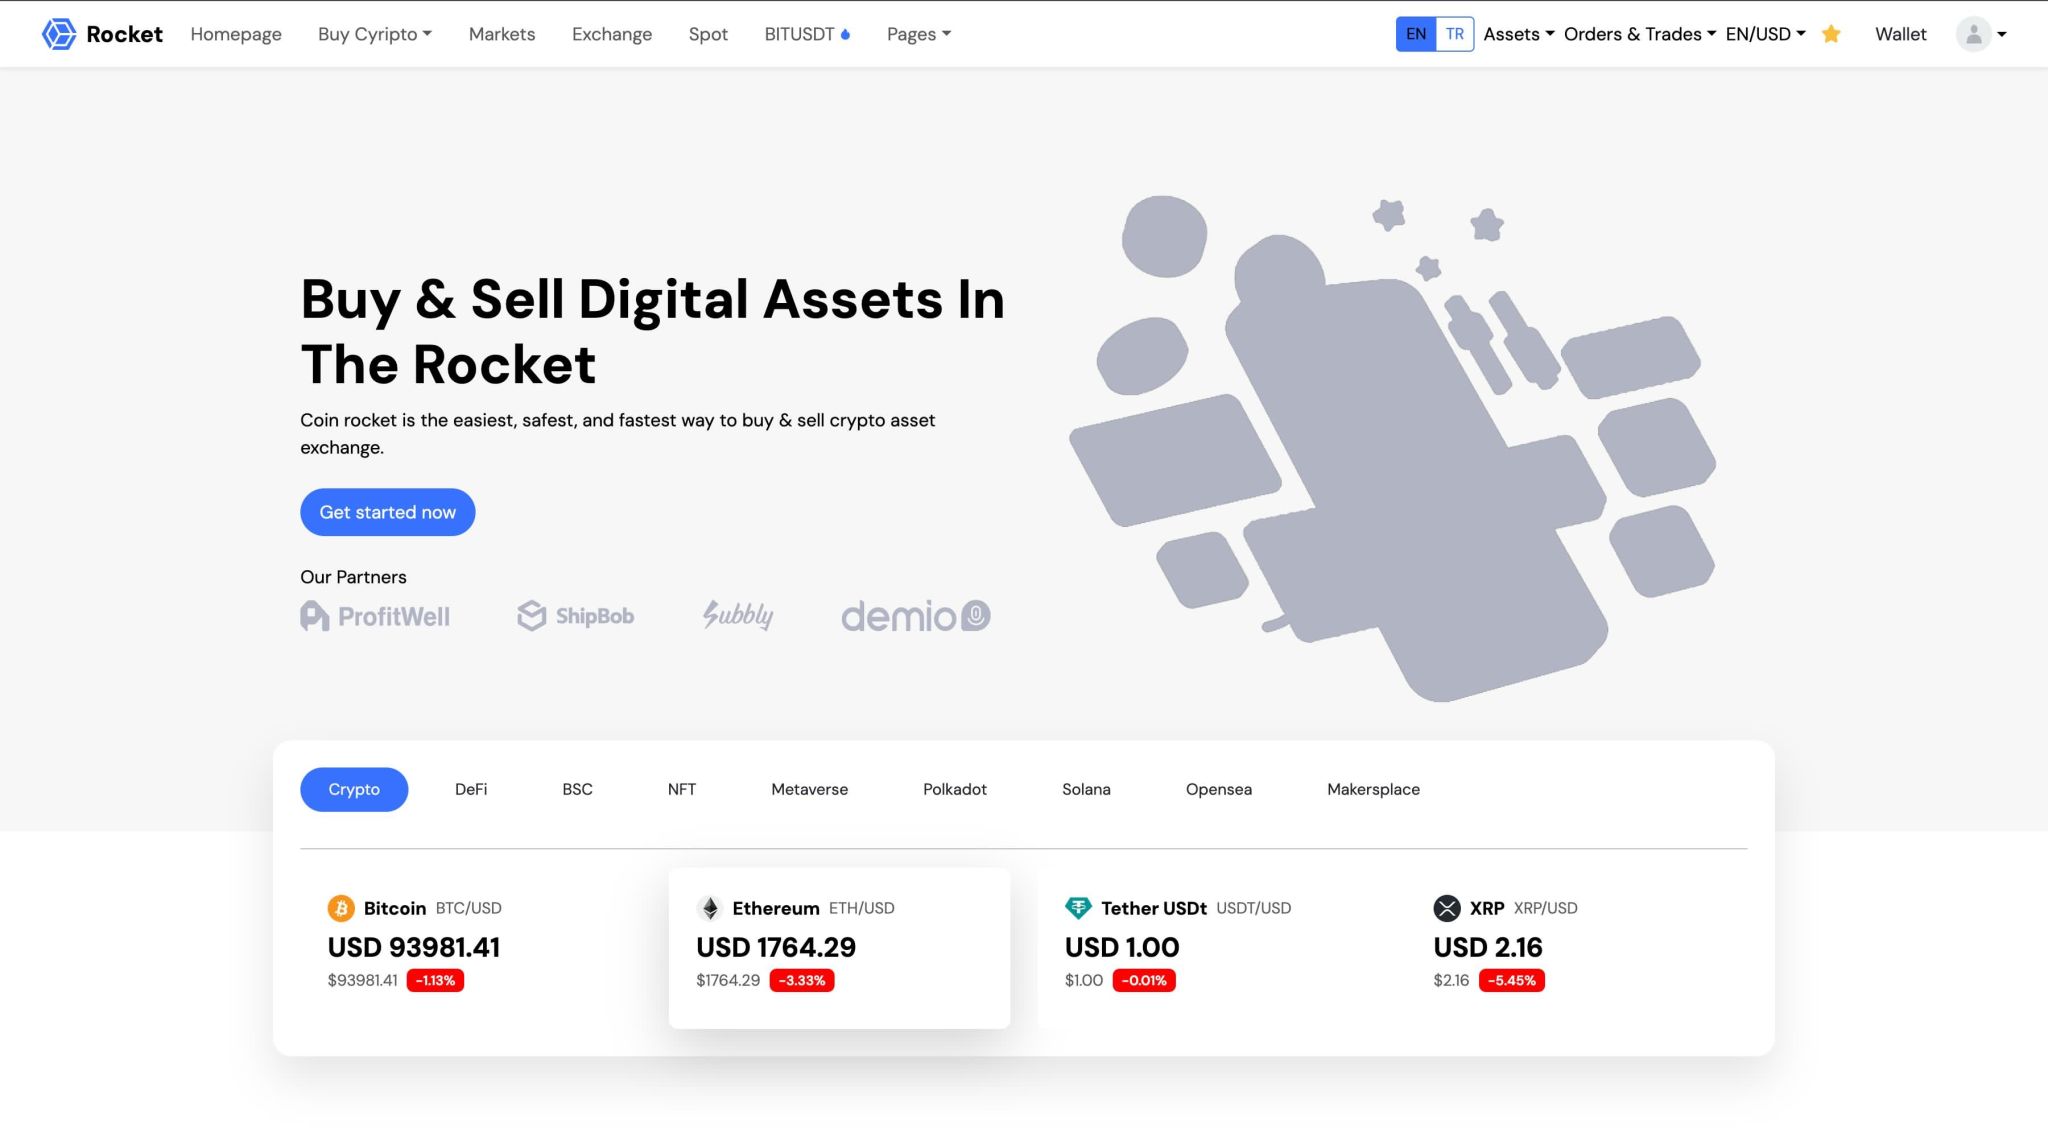 Rocket Homepage Buy Cyripto Markets Exchange Spot BITUSDT Pages EN TR Assets Orders & Trades EN/USD Wallet
Buy & Sell Digital Assets In
The Rocket
Coin rocket is the easiest, safest, and fastest way to buy & sell crypto asset
exchange.
Get started now
Our Partners
ProfitWell ShipBob Subbly demio
Crypto DeFi BSC NFT Metaverse Polkadot Solana Opensea Makersplace
Bitcoin BTC/USD
USD 93981.41
$93981.41 -1.13%
Ethereum ETH/USD
USD 1764.29
$1764.29 -3.33%
Tether USDt USDT/USD
USD 1.00
$1.00 -0.01%
XRP XRP/USD
USD 2.16
$2.16 -5.45%